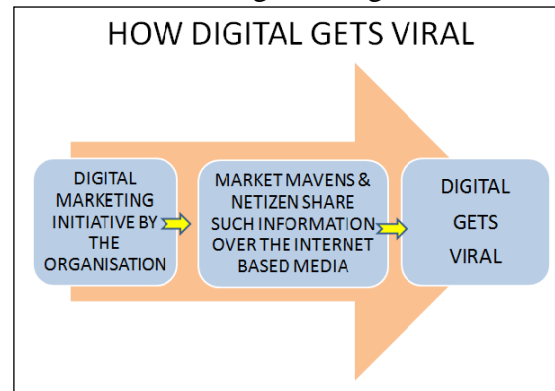 HOW DIGITAL GETS VIRAL
DIGITAL
MARKETING
INITIATIVE BY
THE
ORGANISATION
MARKET MAVENS &
NETIZEN SHARE
SUCH INFORMATION
OVER THE INTERNET
BASED MEDIA
DIGITAL
GETS
VIRAL